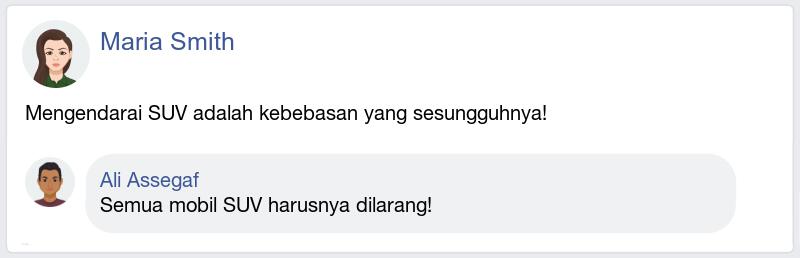 Maria Smith
Mengendarai SUV adalah kebebasan yang sesungguhnya!
Ali Assegaf
Semua mobil SUV harusnya dilarang!